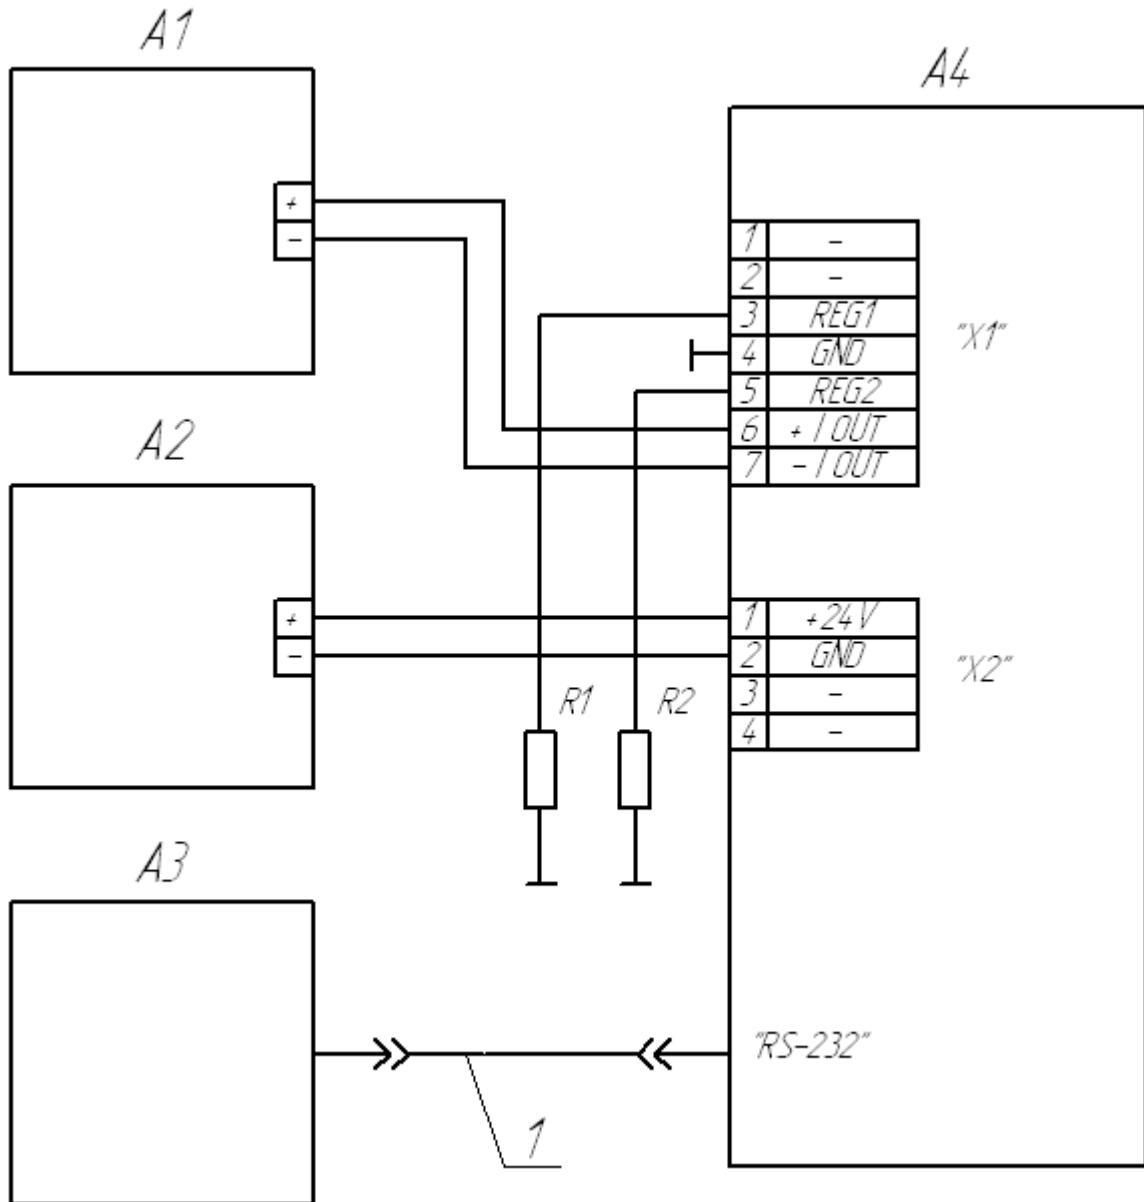 A1
+
-
A2
+
-
A3
1
R1
R2
A4
1 -
2 -
3 REG1
4 GND
5 REG2
6 + I OUT
7 - I OUT
"X1"
1 +24V
2 GND
3 -
4 -
"X2"
"RS-232"